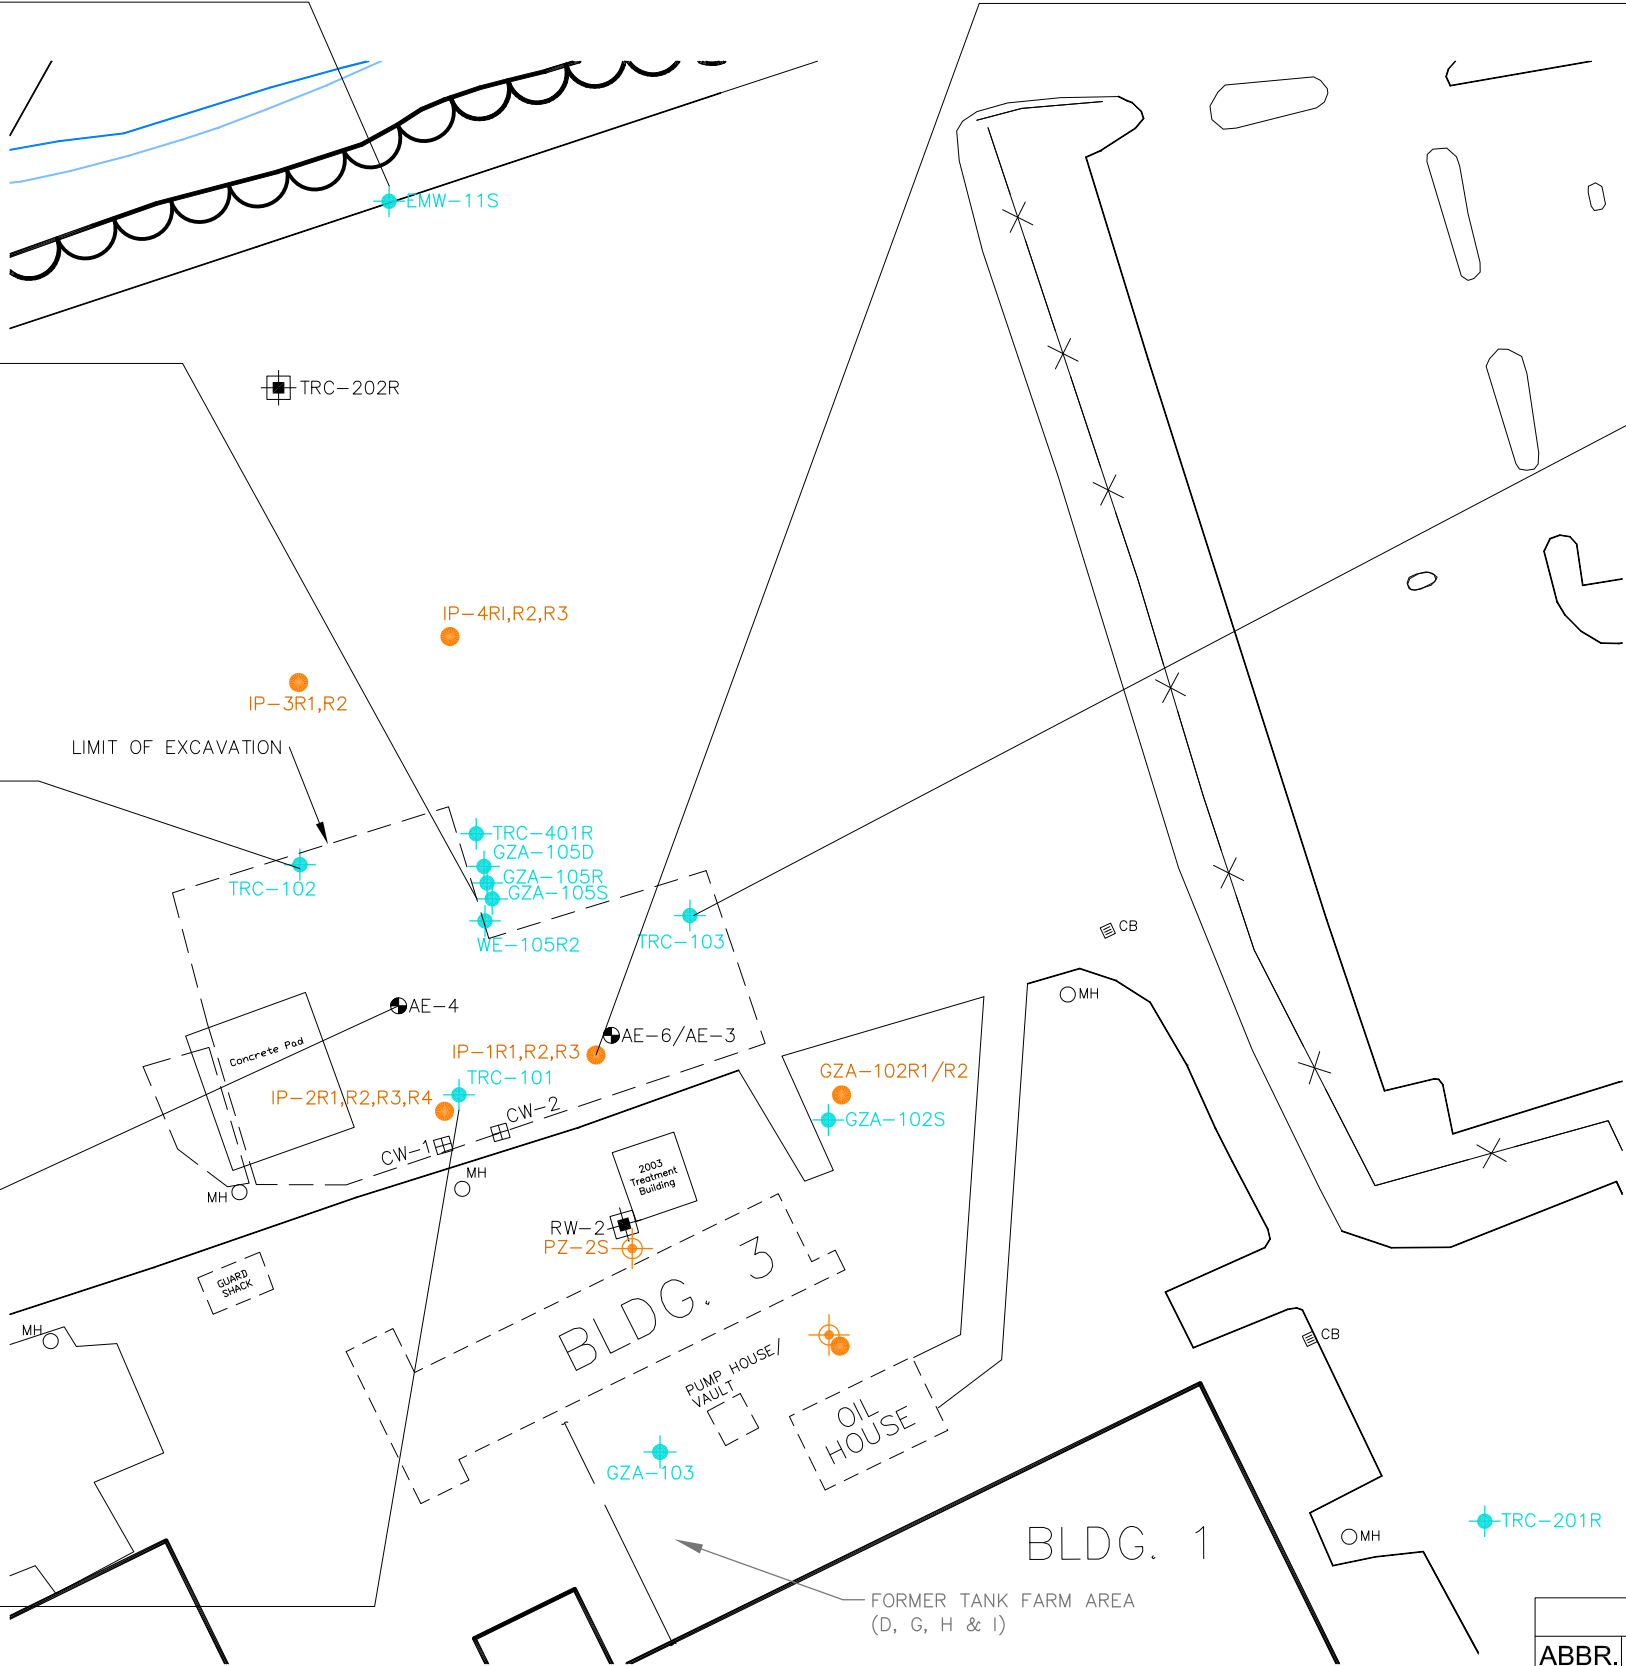 EMW-11S
TRC-202R
IP-4RI,R2,R3
IP-3R1,R2
LIMIT OF EXCAVATION
TRC-401R
GZA-105D
GZA-105R
GZA-105S
TRC-102
WE-105R2
TRC-103
CB
MH
AE-4
AE-6/AE-3
Concrete Pad
IP-1R1,R2,R3
TRC-101
GZA-102R1/R2
IP-2R1,R2,R3,R4
CW-2
GZA-102S
CW-1
MH
MH
2003
Treatment
Building
RW-2
PZ-2S
GUARD
SHACK
BLDG. 3
MH
CB
PUMP HOUSE/
VAULT
OIL
HOUSE
GZA-103
TRC-201R
BLDG. 1
MH
FORMER TANK FARM AREA
(D, G, H & I)
ABBR.